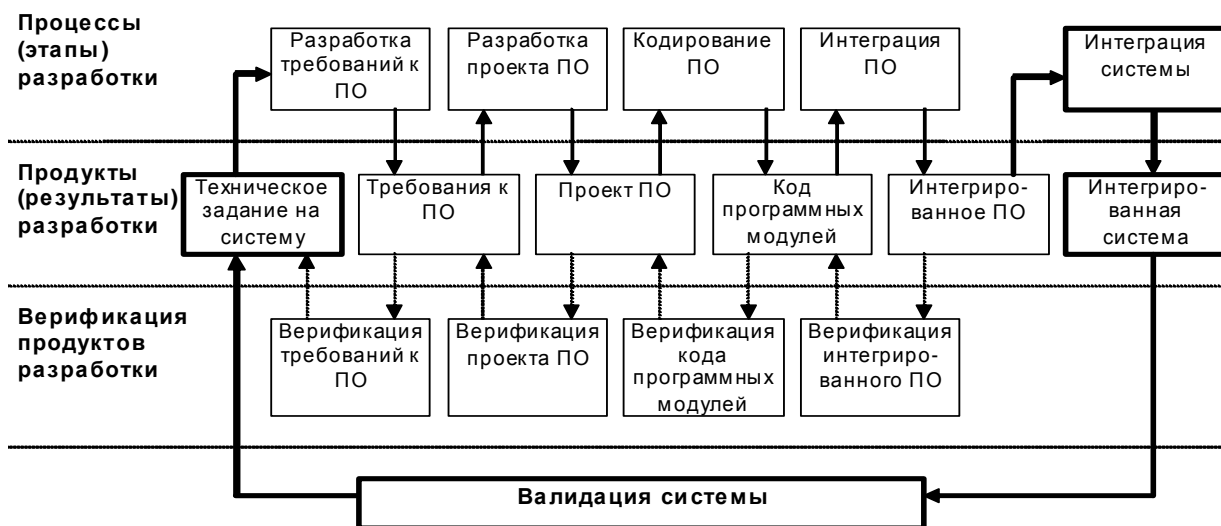 Процессы
(этапы)
разработки
Разработка
требований к
ПО
Разработка
проекта ПО
Кодирование
ПО
Интеграция
ПО
Интеграция
системы
Продукты
(результаты)
разработки
Техническое
задание на
систему
Требования к
ПО
Проект ПО
Код
программных
модулей
Интегриро-
ванное ПО
Интегриро-
ванная
система
Верификация
продуктов
разработки
Верификация
требований к
ПО
Верификация
проекта ПО
Верификация
кода
программных
модулей
Верификация
интегриро-
ванного ПО
Валидация системы